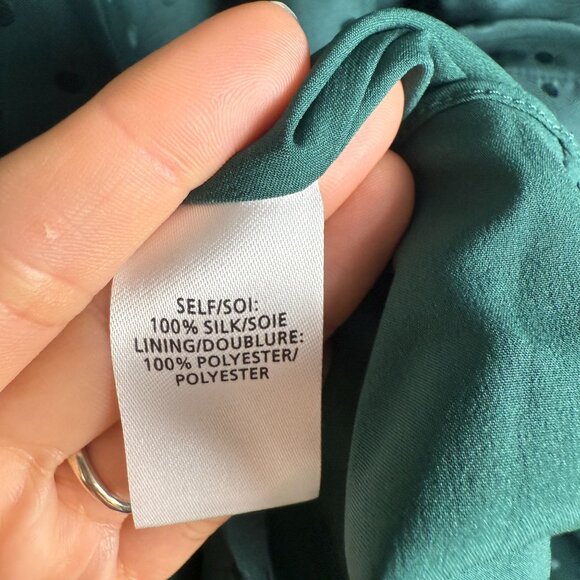 SELF/SOI:
100% SILK/SOIE
LINING/DOUBLURE:
100% POLYESTER/
POLYESTER